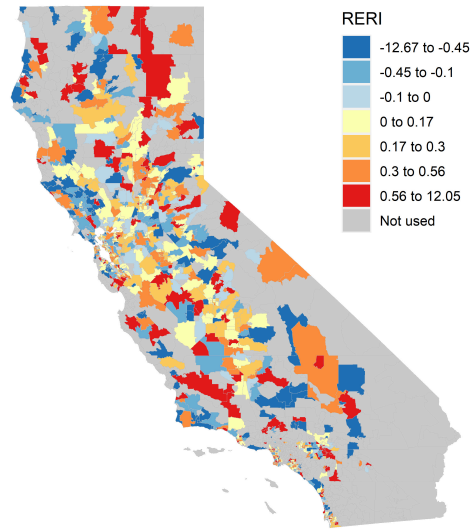 RERI
-12.67 to -0.45
-0.45 to -0.1
-0.1 to 0
0 to 0.17
0.17 to 0.3
0.3 to 0.56
0.56 to 12.05
Not used